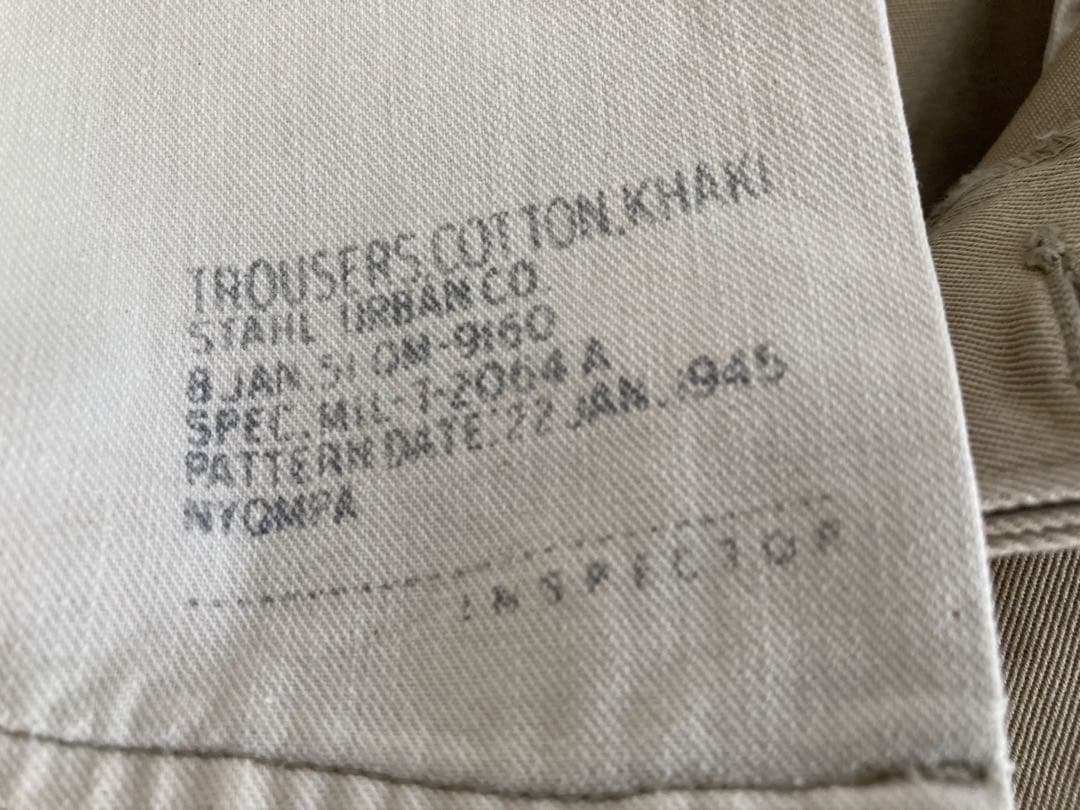 TROUSERS, COTTON, KHAKI
STAHL URBAN CO.
8 JAN. 51 QM-9160
SPEC. MIL-T-2064 A
PATTERN DATE: 22 JAN. 1945
NYQMPA
INSPECTOR